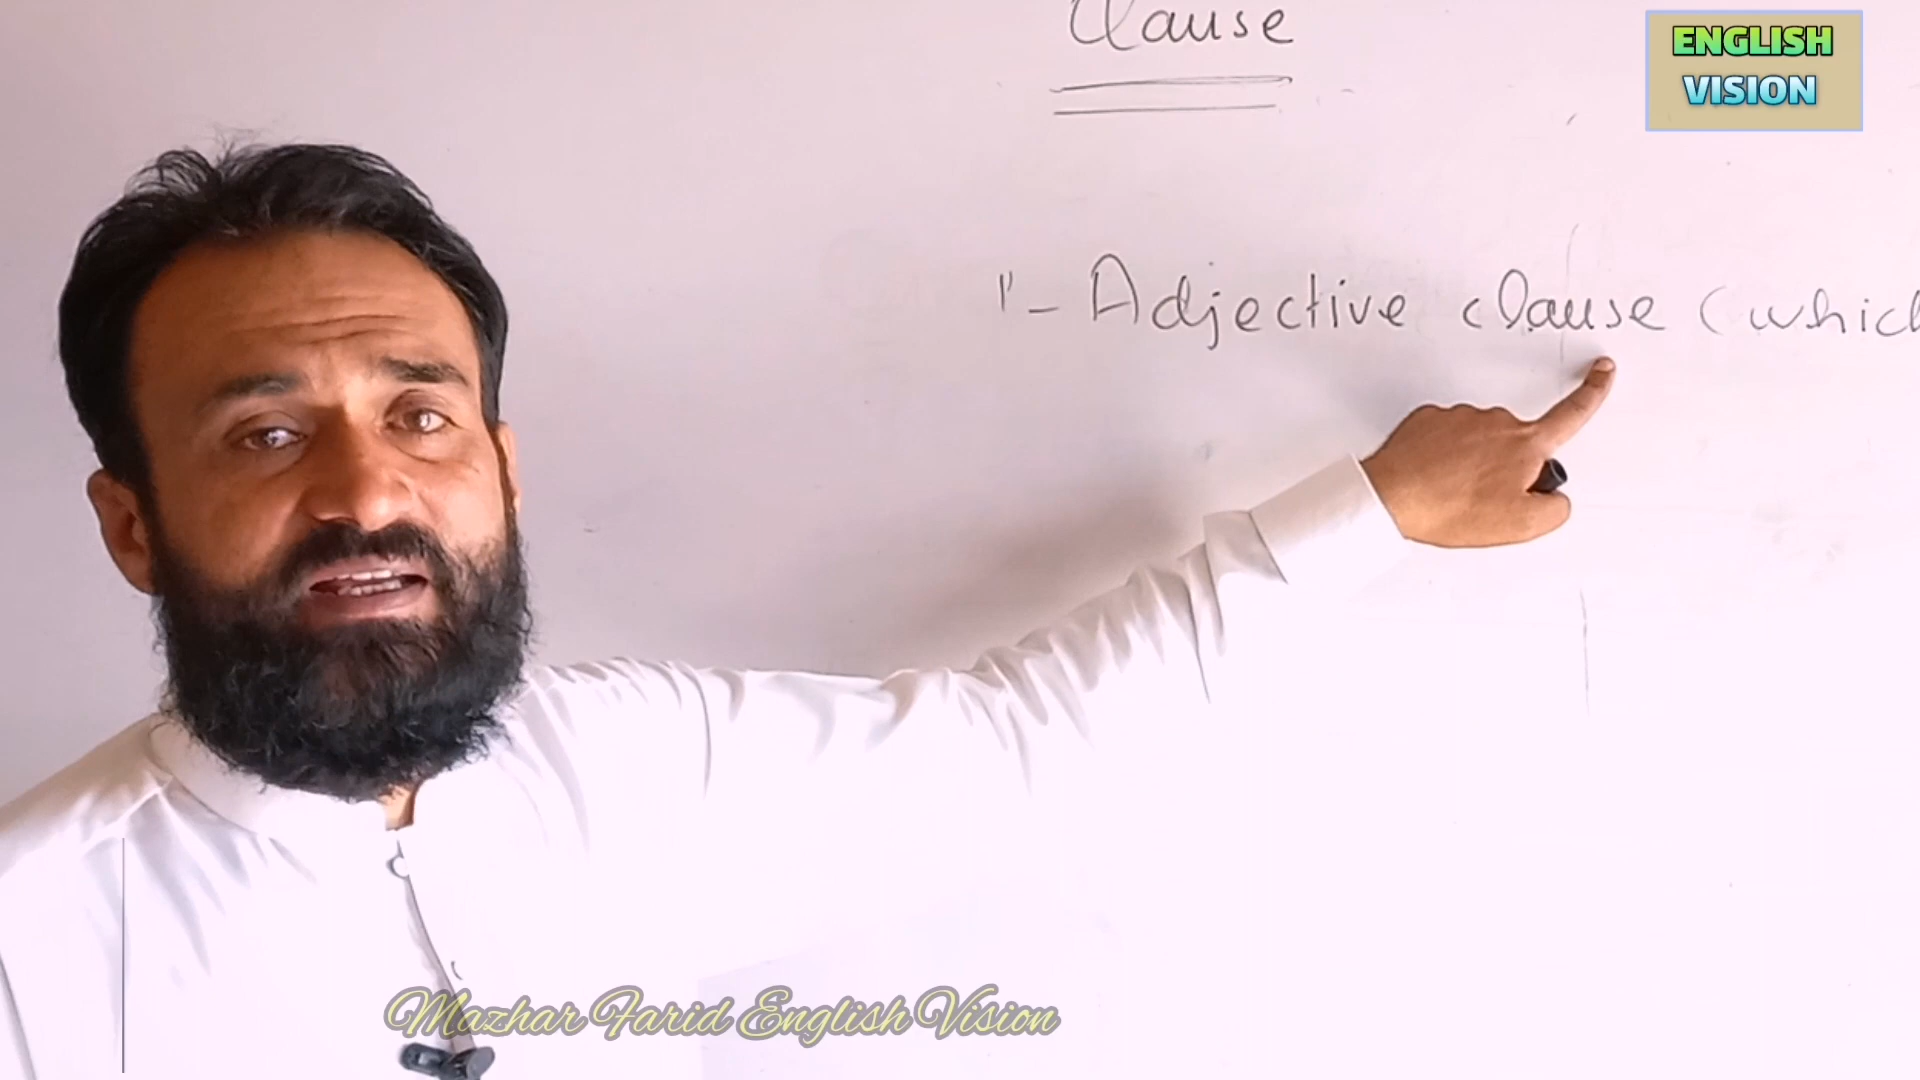 Clause
ENGLISH
VISION
1- Adjective clause (which
Mazhar Farid English Vision